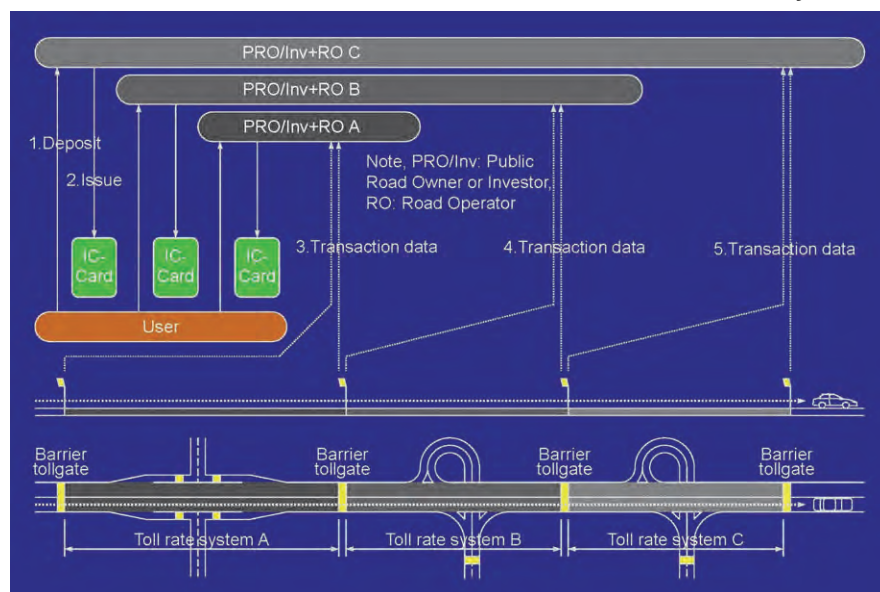 PRO/Inv+RO C
PRO/Inv+RO B
PRO/Inv+RO A
1.Deposit
2.Issue
Note, PRO/Inv: Public
Road Owner or Investor,
RO: Road Operator
IC-
Card
IC-
Card
IC-
Card
3.Transaction data
4.Transaction data
5.Transaction data
User
Barrier
tollgate
Barrier
tollgate
Barrier
tollgate
Barrier
tollgate
Toll rate system A
Toll rate system B
Toll rate system C